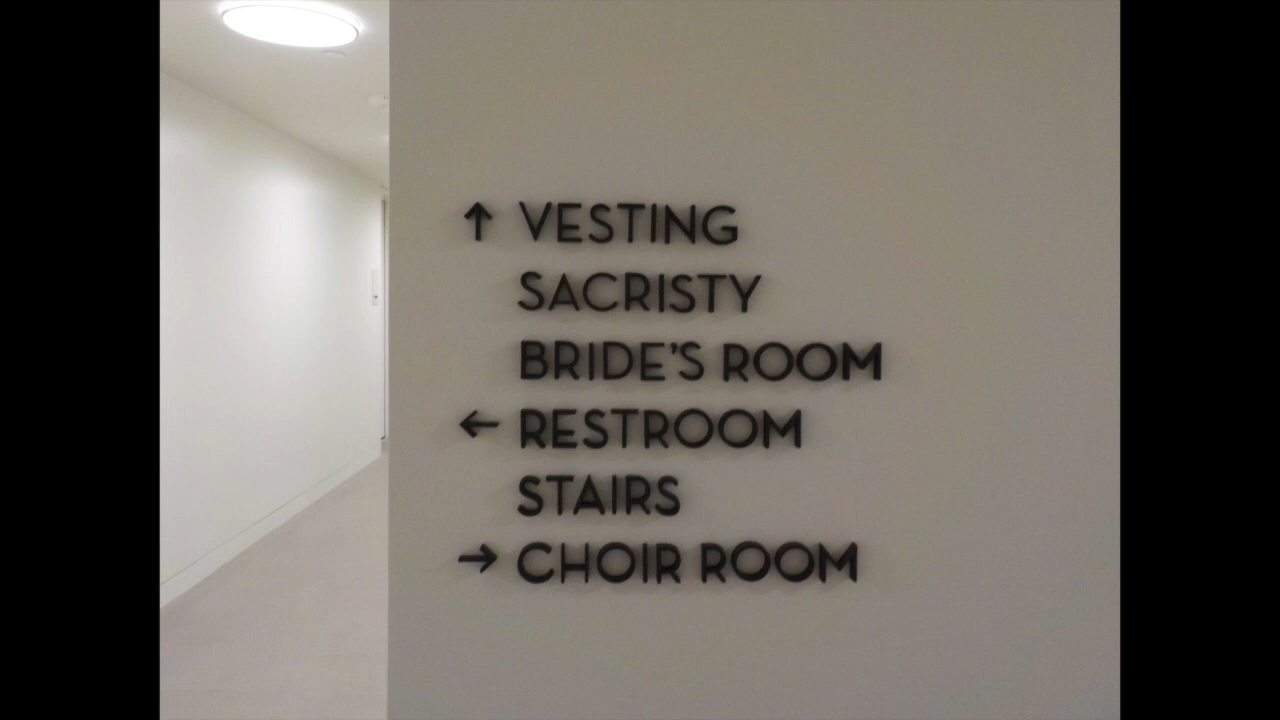 ↑ VESTING
SACRISTY
BRIDE'S ROOM
← RESTROOM
STAIRS
→ CHOIR ROOM